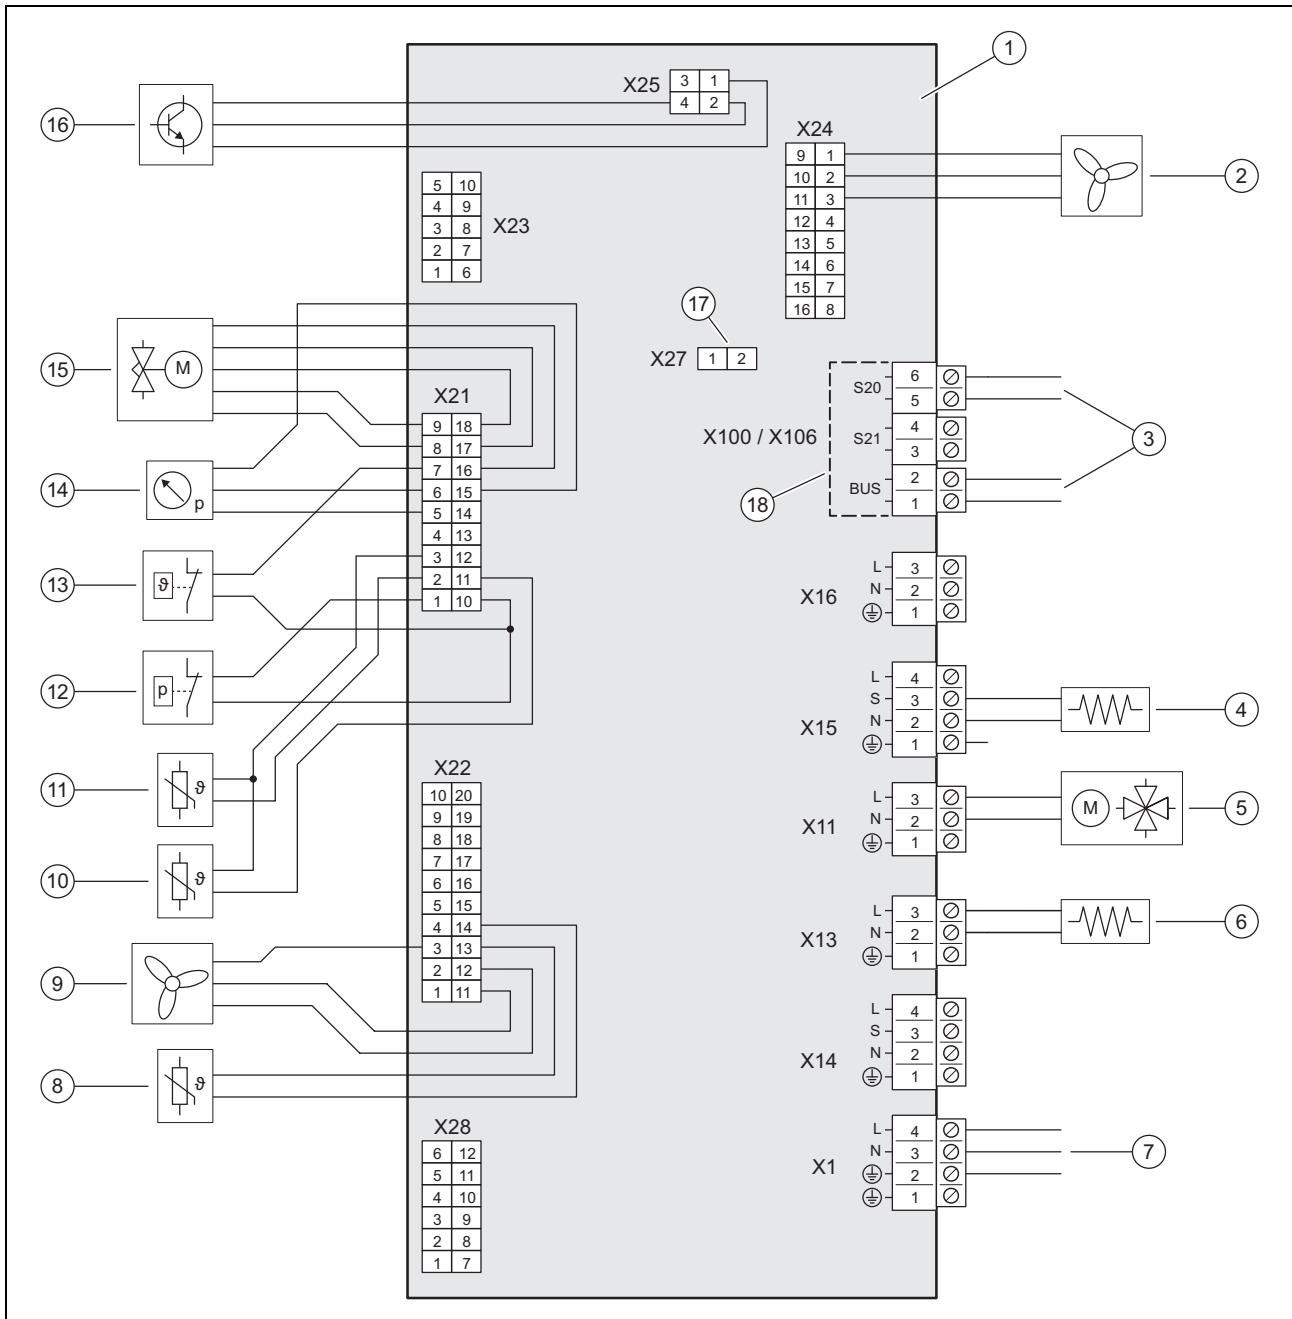 1
X25
3 1
4 2
16
X24
9 1
10 2
11 3
12 4
13 5
14 6
15 7
16 8
2
5 10
4 9
3 8
2 7
1 6
X23
17
X27
1 2
15
M
X21
9 18
8 17
7 16
6 15
5 14
4 13
3 12
2 11
1 10
X100 / X106
S20
S21
BUS
6
5
4
3
2
1
3
18
14
p
13
ϑ
X16
L 3
N 2
1
12
p
X15
L 4
S 3
N 2
1
4
11
ϑ
X22
10 20
9 19
8 18
7 17
6 16
5 15
4 14
3 13
2 12
1 11
X11
L 3
N 2
1
M
5
10
ϑ
X13
L 3
N 2
1
6
9
X14
L 4
S 3
N 2
1
8
ϑ
X28
6 12
5 11
4 10
3 9
2 8
1 7
X1
L 4
N 3
2
1
7